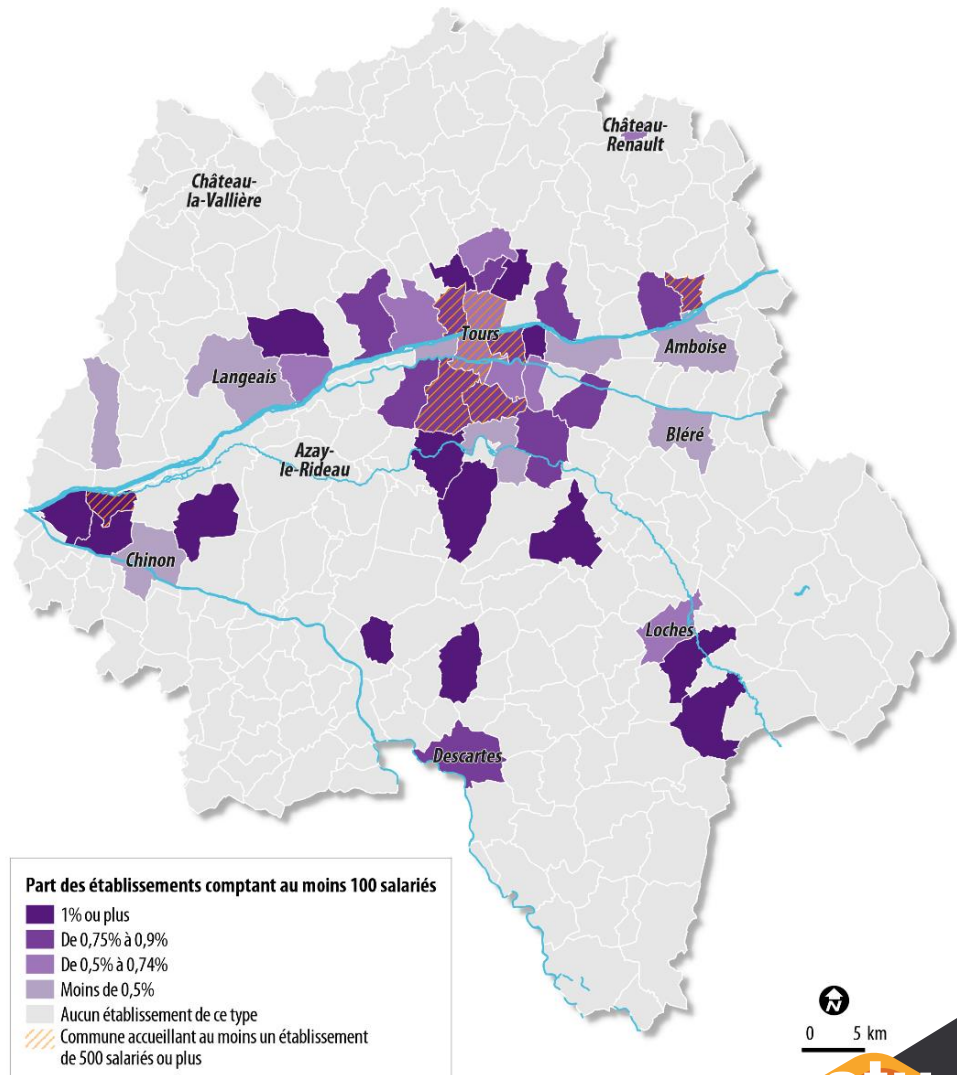 Château-
Renault
Château-
la-Vallière
Tours
Amboise
Langeais
Bléré
Azay-
le-Rideau
Chinon
Loches
Descartes
Part des établissements comptant au moins 100 salariés
1% ou plus
De 0,75% à 0,9%
De 0,5% à 0,74%
Moins de 0,5%
Aucun établissement de ce type
Commune accueillant au moins un établissement
de 500 salariés ou plus
N
0 5 km